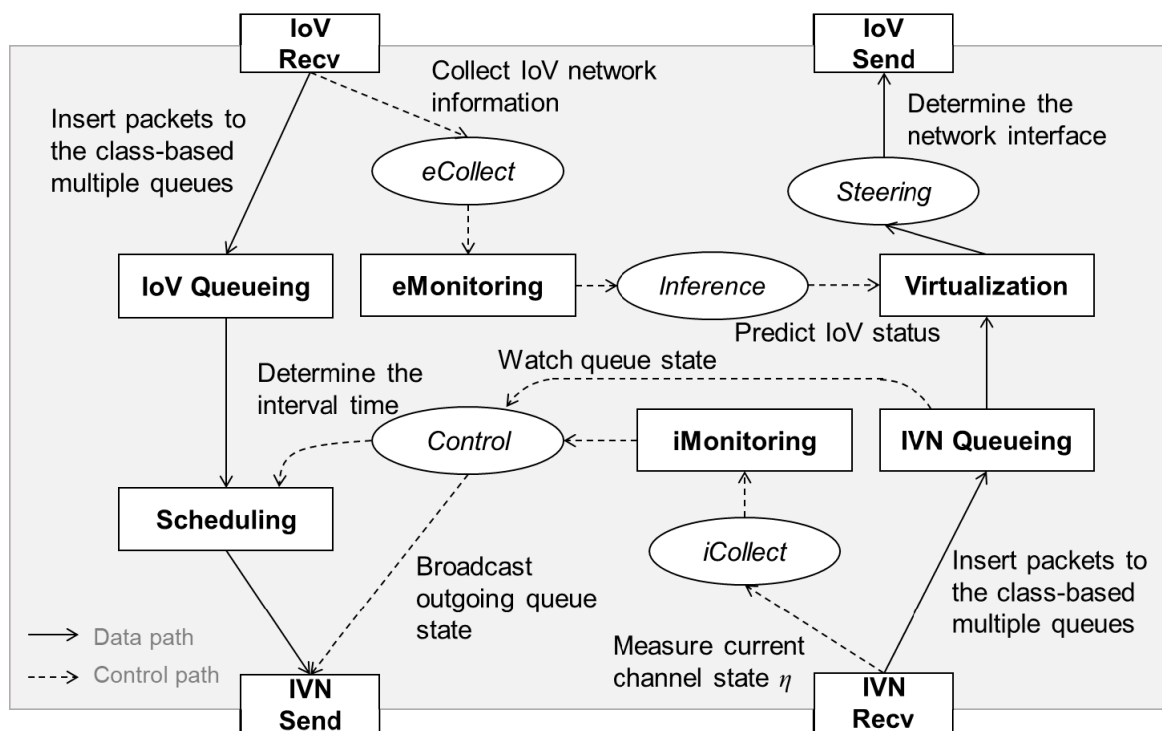 IoV
Recv
IoV
Send
Collect IoV network
information
Determine the
network interface
Insert packets to
the class-based
multiple queues
eCollect
Steering
IoV Queueing
eMonitoring
Inference
Virtualization
Predict IoV status
Watch queue state
Determine the
interval time
Control
iMonitoring
IVN Queueing
Scheduling
iCollect
Broadcast
outgoing queue
state
Insert packets to
the class-based
multiple queues
Data path
Control path
Measure current
channel state η
IVN
Send
IVN
Recv